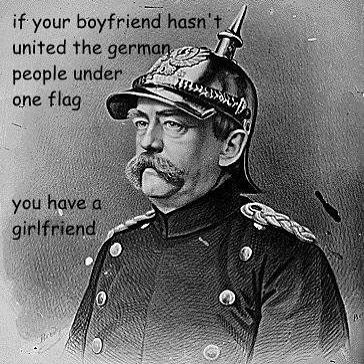 if your boyfriend hasn't
united the german
people under
one flag
you have a
girlfriend